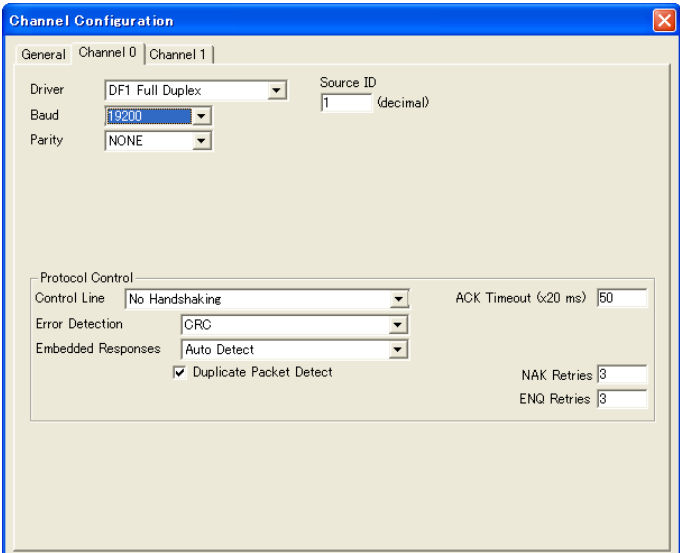 Channel Configuration
General Channel 0 Channel 1
Driver DF1 Full Duplex Source ID
1 (decimal)
Baud 19200
Parity NONE
Protocol Control
Control Line No Handshaking ACK Timeout (x20 ms) 50
Error Detection CRC
Embedded Responses Auto Detect
Duplicate Packet Detect NAK Retries 3
ENQ Retries 3